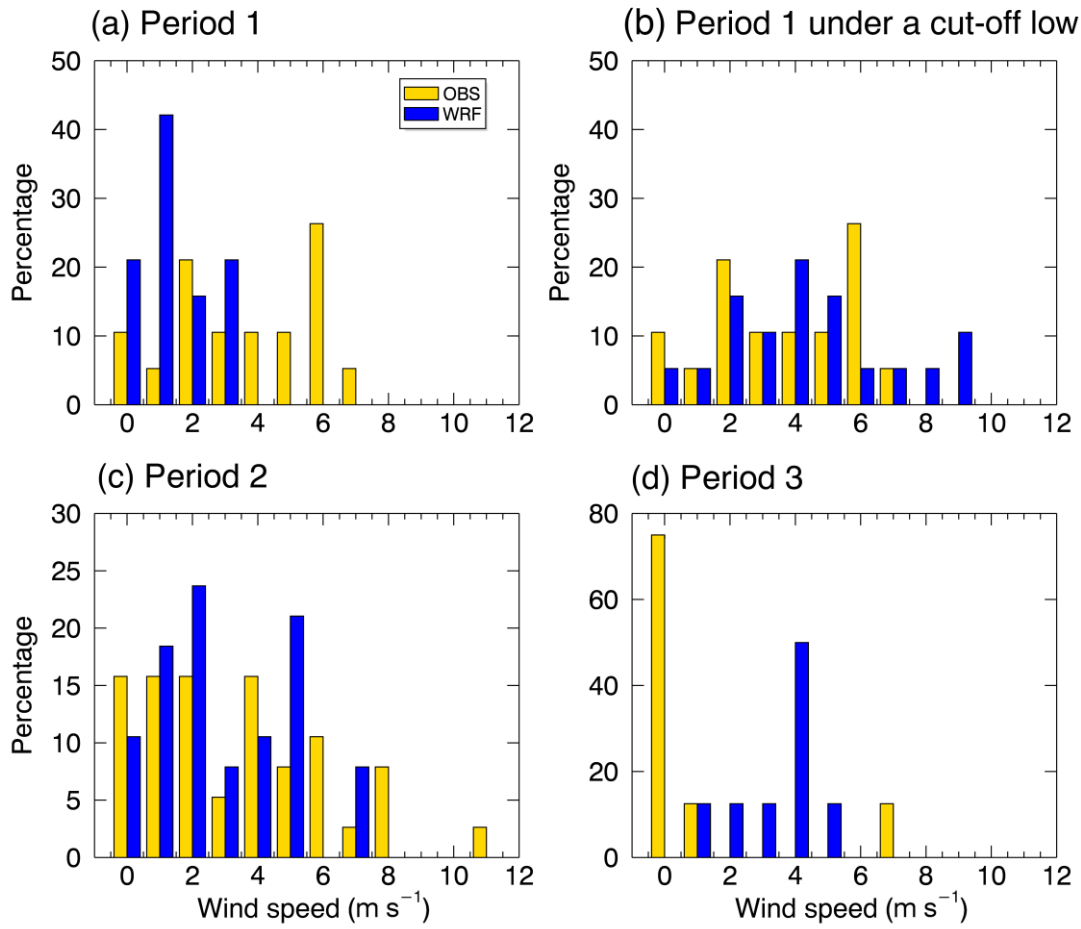 (a) Period 1
50
40
30
20
10
0
Percentage
0 2 4 6 8 10 12
OBS
WRF
(b) Period 1 under a cut-off low
50
40
30
20
10
0
Percentage
0 2 4 6 8 10 12
(c) Period 2
30
25
20
15
10
5
0
Percentage
0 2 4 6 8 10 12
Wind speed (m s⁻¹)
(d) Period 3
80
60
40
20
0
0 2 4 6 8 10 12
Wind speed (m s⁻¹)